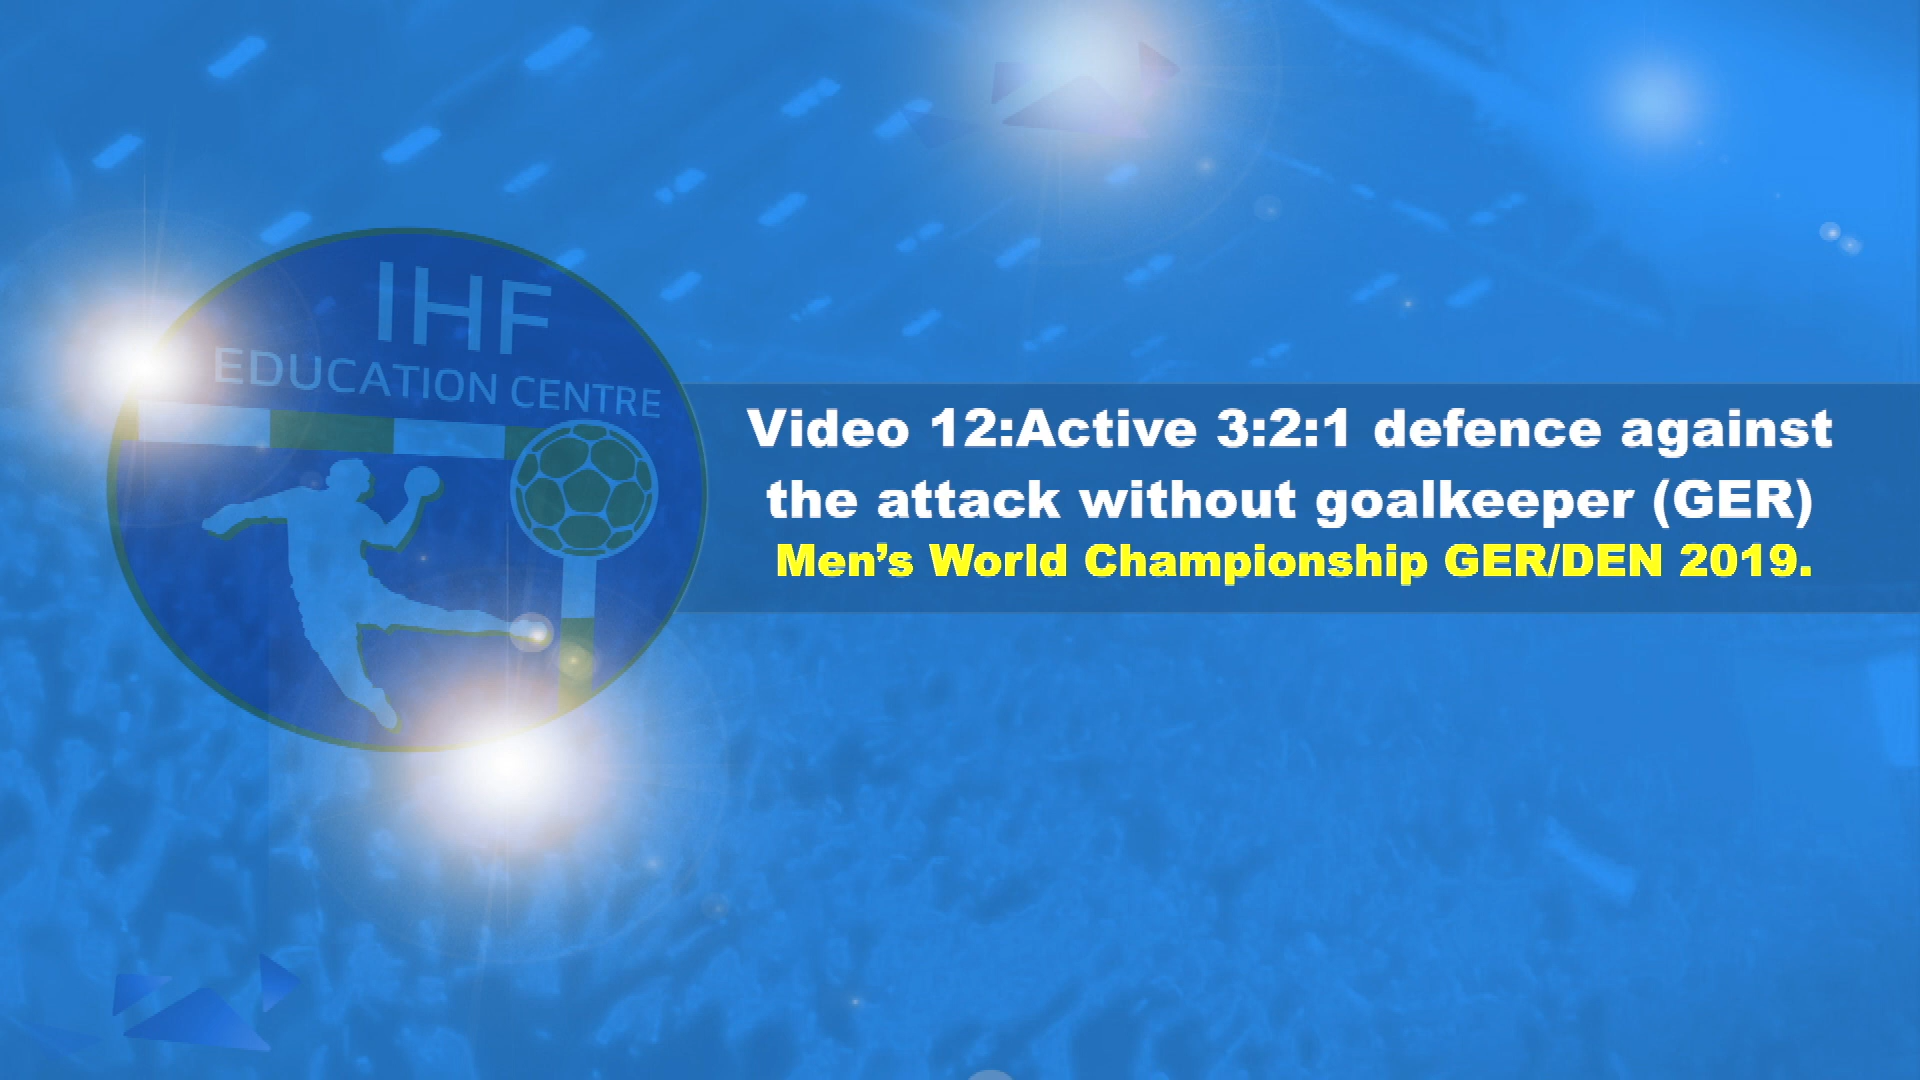 IHF
EDUCATION CENTRE
Video 12:Active 3:2:1 defence against
the attack without goalkeeper (GER)
Men’s World Championship GER/DEN 2019.